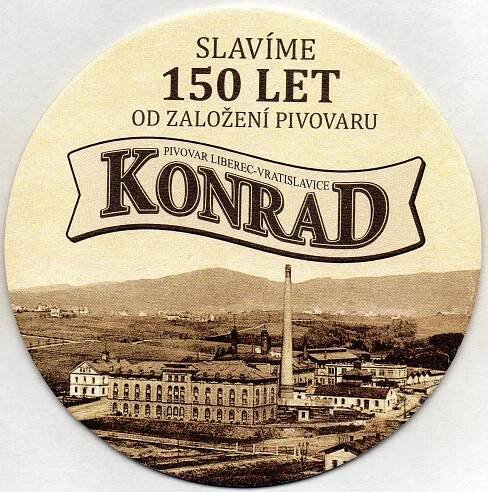 SLAVÍME
150 LET
OD ZALOŽENÍ PIVOVARU
PIVOVAR LIBEREC-VRATISLAVICE
KONRAD